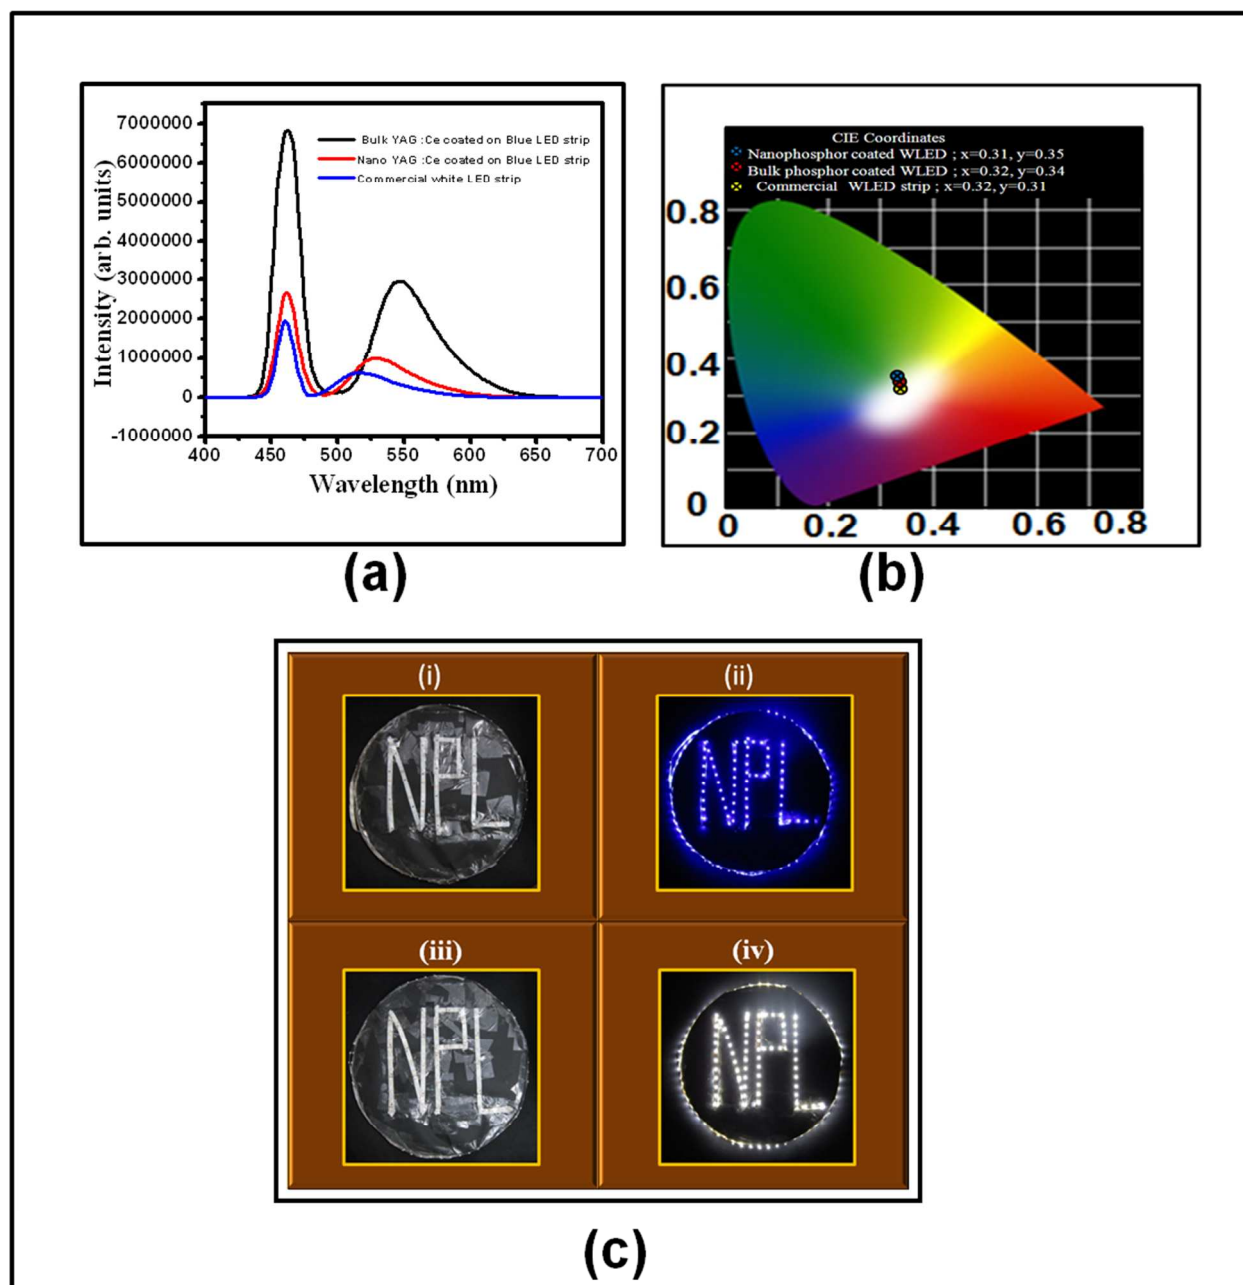 7000000
6000000
5000000
4000000
3000000
2000000
1000000
0
-1000000
Intensity (arb. units)
Bulk YAG :Ce coated on Blue LED strip
Nano YAG :Ce coated on Blue LED strip
Commercial white LED strip
400 450 500 550 600 650 700
Wavelength (nm)
(a)
CIE Coordinates
Nanophosphor coated WLED ; x=0.31, y=0.35
Bulk phosphor coated WLED ; x=0.32, y=0.34
Commercial WLED strip ; x=0.32, y=0.31
0.8
0.6
0.4
0.2
0
0 0.2 0.4 0.6 0.8
(b)
(i)
NPL
(ii)
NPL
(iii)
NPL
(iv)
NPL
(c)